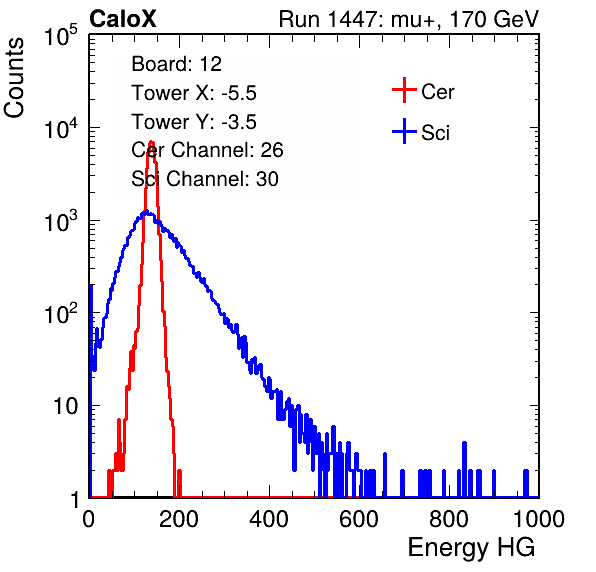 CaloX Run 1447: mu+, 170 GeV
Counts
10^5
10^4
10^3
10^2
10
1
Board: 12
Tower X: -5.5
Tower Y: -3.5
Cer Channel: 26
Sci Channel: 30
Cer
Sci
0 200 400 600 800 1000
Energy HG